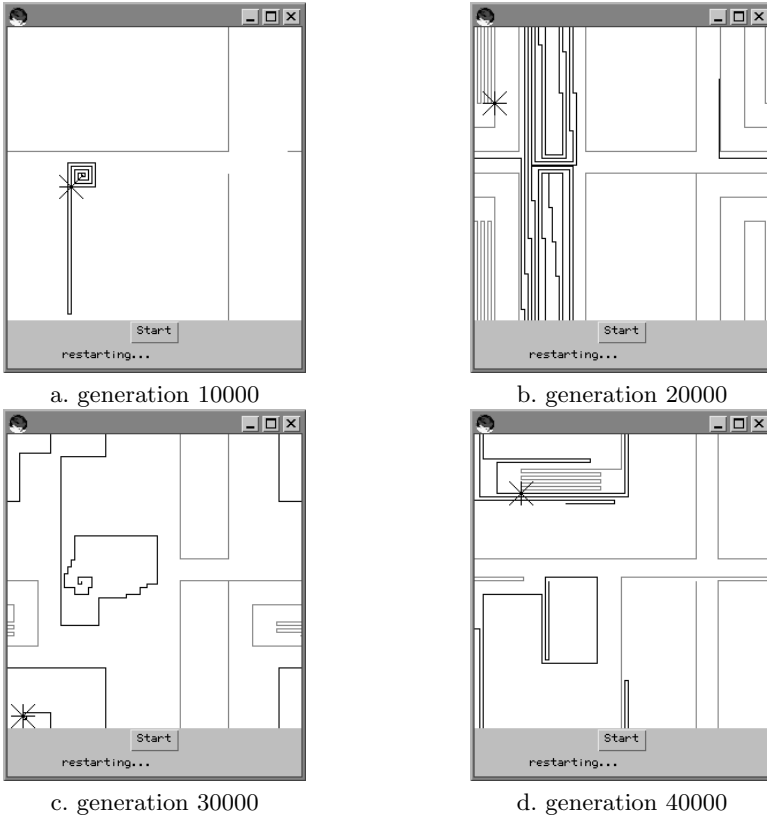 Start
restarting...
a. generation 10000
Start
restarting...
b. generation 20000
Start
restarting...
c. generation 30000
Start
restarting...
d. generation 40000